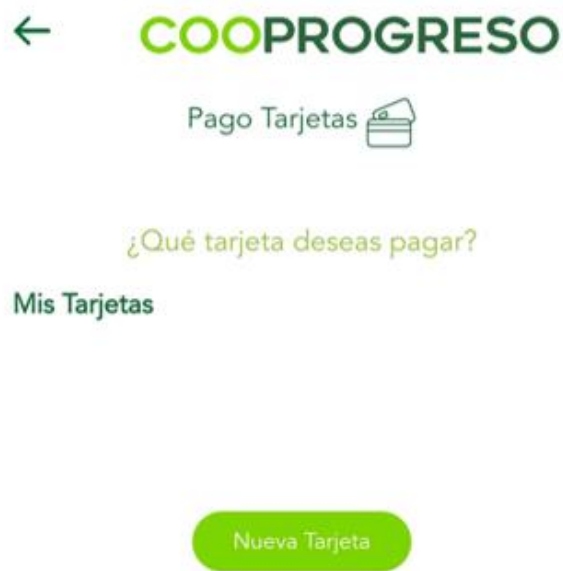 COOPROGRESO
Pago Tarjetas
¿Qué tarjeta deseas pagar?
Mis Tarjetas
Nueva Tarjeta